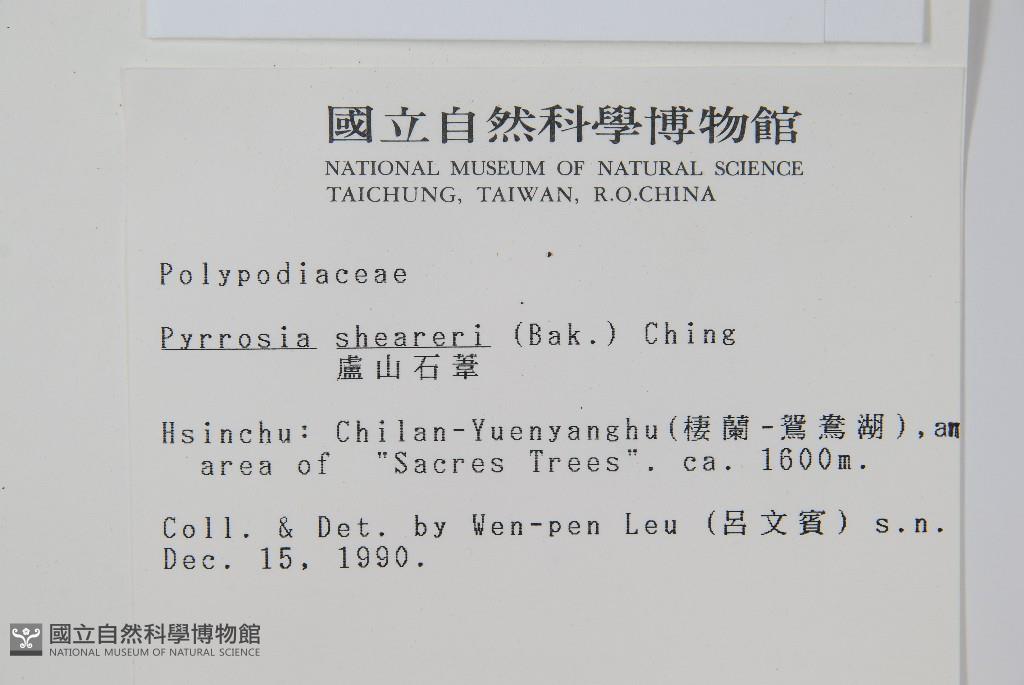 國立自然科學博物館
NATIONAL MUSEUM OF NATURAL SCIENCE
TAICHUNG, TAIWAN, R.O.CHINA
Polypodiaceae
Pyrrosia sheareri (Bak.) Ching
盧山石葦
Hsinchu: Chilan-Yuenyanghu(棲蘭-鴛鴦湖),
area of "Sacres Trees". ca. 1600m.
Coll. & Det. by Wen-pen Leu (呂文賓) s.n.
Dec. 15, 1990.
國立自然科學博物館
NATIONAL MUSEUM OF NATURAL SCIENCE